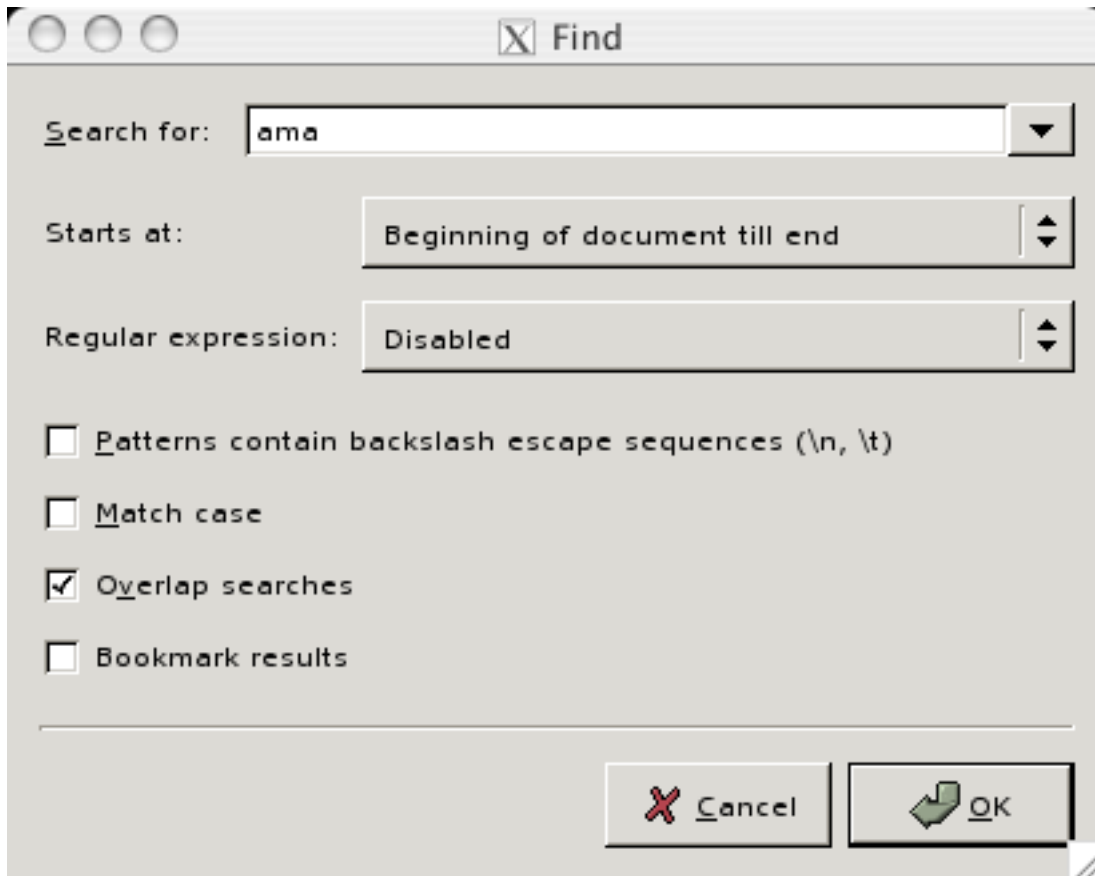 Find
Search for: ama
Starts at: Beginning of document till end
Regular expression: Disabled
Patterns contain backslash escape sequences (\n, \t)
Match case
Overlap searches
Bookmark results
Cancel OK